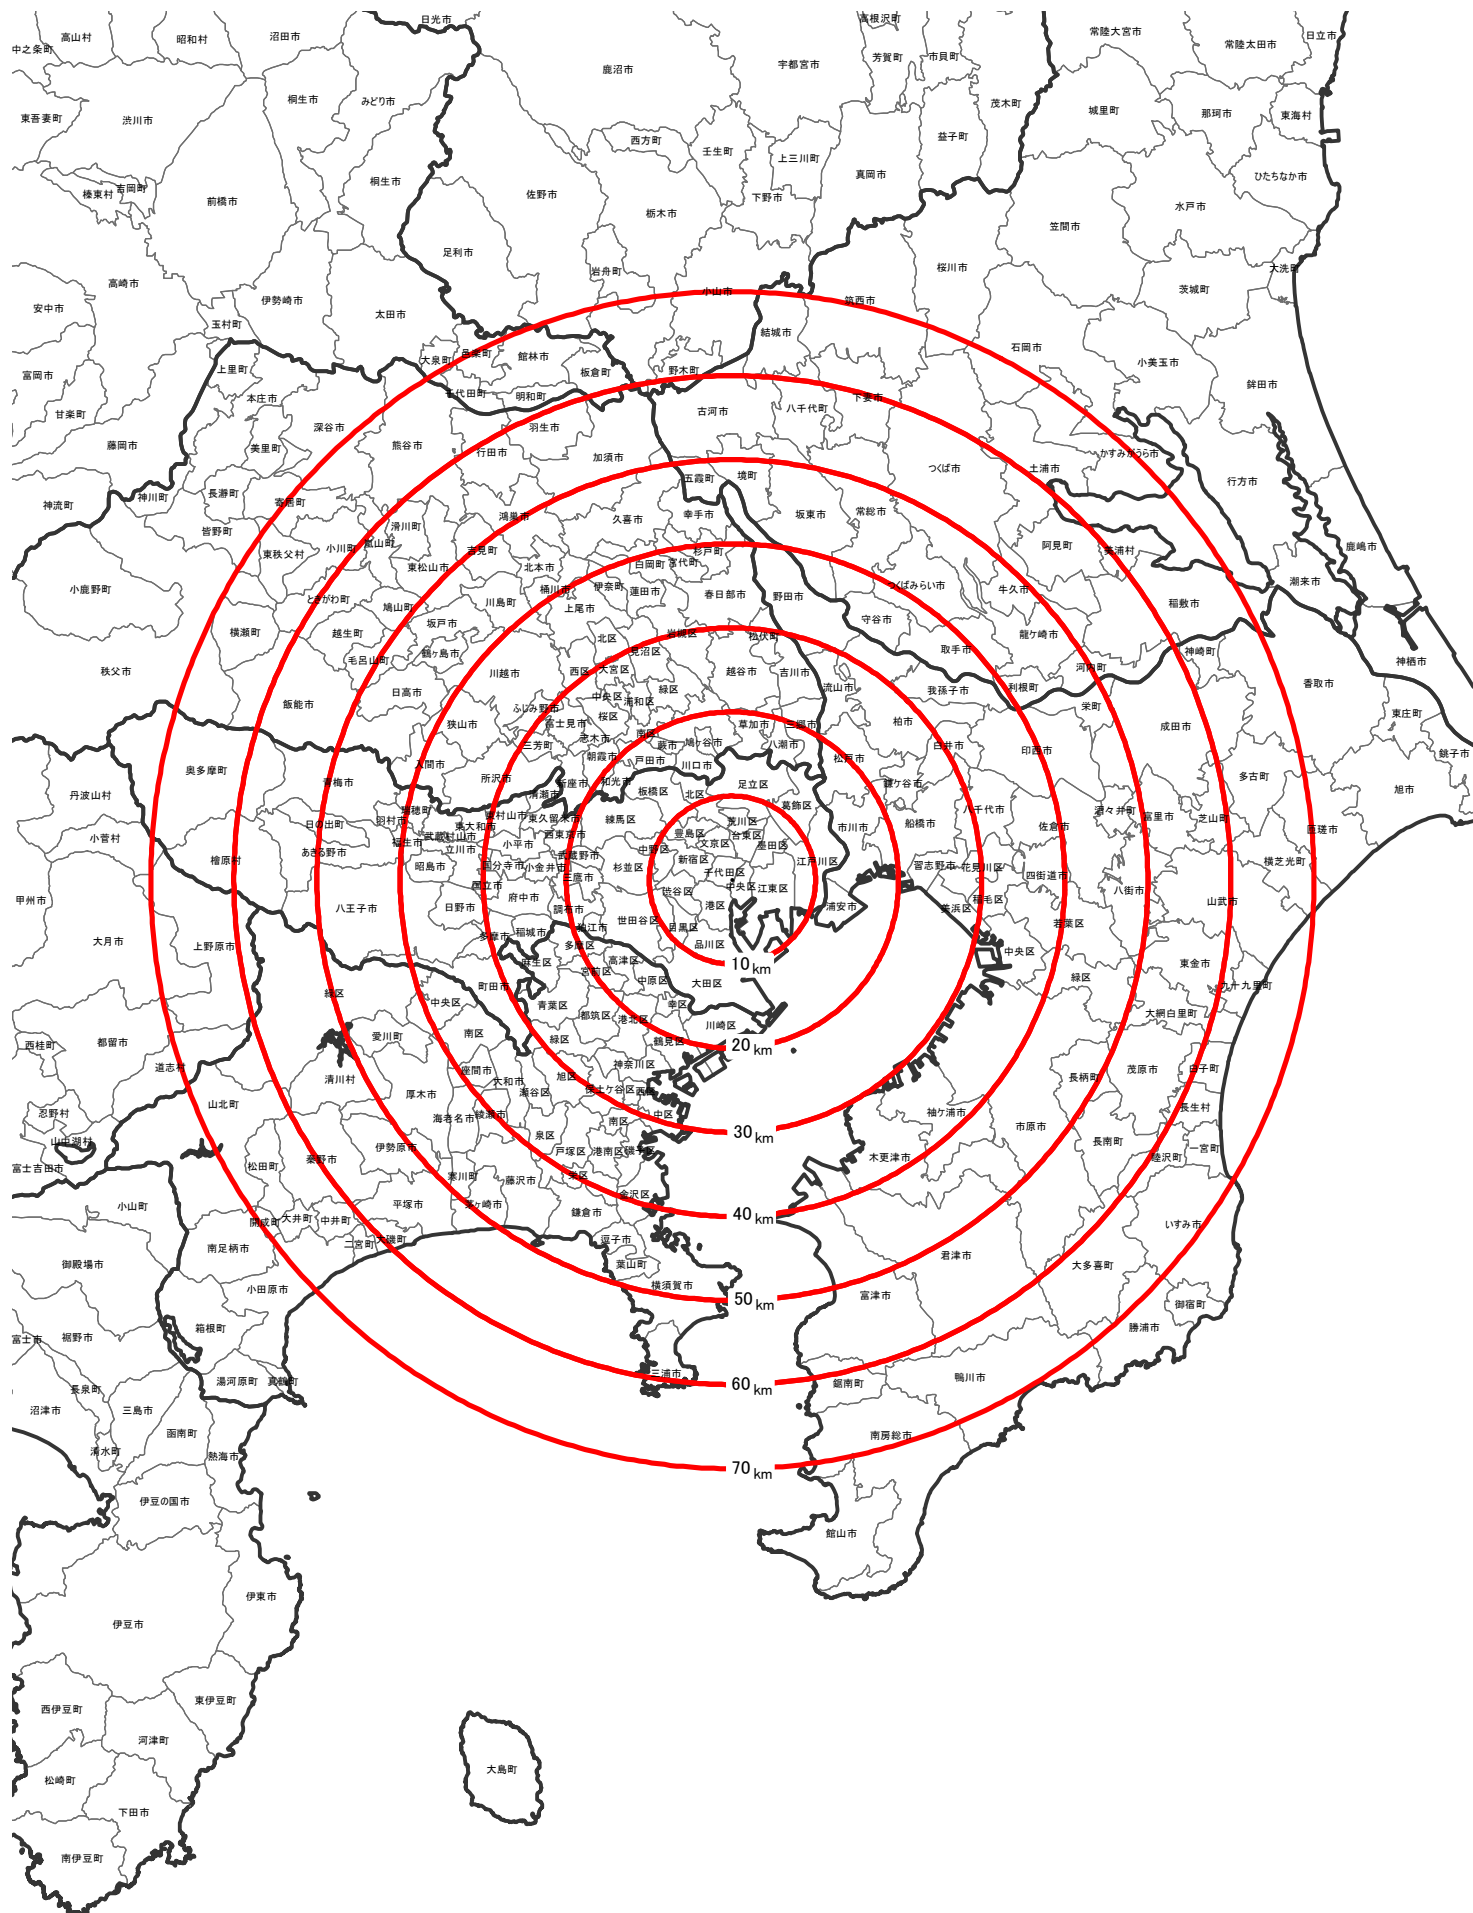 日光市
高根沢町
高山村
昭和村
沼田市
中之条町
常陸大宮市
日立市
常陸太田市
鹿沼市
宇都宮市
芳賀町
市貝町
桐生市
みどり市
茂木町
城里町
那珂市
東海村
東吾妻町
渋川市
西方町
壬生町
上三川町
益子町
真岡市
ひたちなか市
桐生市
吉岡町
榛東村
前橋市
佐野市
下野市
栃木市
水戸市
笠間市
足利市
岩舟町
桜川市
大洗町
高崎市
茨城町
小山市
伊勢崎市
筑西市
安中市
太田市
玉村町
結城市
石岡市
邑楽町
大泉町
館林市
小美玉市
上里町
板倉町
野木町
富岡市
鉾田市
千代田町
明和町
本庄市
下妻市
八千代町
古河市
甘楽町
深谷市
羽生市
藤岡市
熊谷市
美里町
行田市
かすみがうら市
加須市
つくば市
土浦市
五霞町
境町
行方市
長瀞町
神川町
寄居町
神流町
鴻巣市
久喜市
幸手市
坂東市
常総市
滑川町
皆野町
嵐山町
小川町
吉見町
東秩父村
杉戸町
阿見町
美浦村
鹿嶋市
白岡町
宮代町
東松山市
北本市
潮来市
小鹿野町
桶川市
伊奈町
蓮田市
春日部市
野田市
つくばみらい市
牛久市
ときがわ町
鳩山町
川島町
上尾市
稲敷市
守谷市
坂戸市
横瀬町
越生町
北区
岩槻区
松伏町
龍ケ崎市
鶴ヶ島市
見沼区
取手市
神崎町
毛呂山町
神栖市
秩父市
川越市
西区
大宮区
越谷市
吉川市
河内町
香取市
日高市
緑区
流山市
利根町
我孫子市
中央区
浦和区
飯能市
ふじみ野市
栄町
東庄町
桜区
狭山市
富士見市
草加市
三郷市
柏市
成田市
南区
志木市
三芳町
蕨市
鳩ヶ谷市
八潮市
白井市
印西市
銚子市
朝霞市
戸田市
松戸市
入間市
川口市
奥多摩町
所沢市
多古町
青梅市
新座市
和光市
足立区
鎌ケ谷市
旭市
丹波山村
清瀬市
板橋区
北区
葛飾区
瑞穂町
八千代市
酒々井町
東村山市
東久留米市
練馬区
荒川区
富里市
芝山町
羽村市
日の出町
東大和市
市川市
船橋市
佐倉市
匝瑳市
小菅村
武蔵村山市
西東京市
豊島区
台東区
福生市
小平市
文京区
墨田区
立川市
中野区
あきる野市
武蔵野市
新宿区
江戸川区
横芝光町
檜原村
昭島市
国分寺市
小金井市
杉並区
千代田区
習志野市
花見川区
四街道市
三鷹市
国立市
中央区
江東区
八街市
甲州市
府中市
渋谷区
稲毛区
山武市
八王子市
日野市
調布市
港区
浦安市
美浜区
世田谷区
目黒区
狛江市
若葉区
大月市
上野原市
多摩市
稲城市
多摩区
品川区
中央区
麻生区
高津区
10km
東金市
宮前区
緑区
中原区
大田区
町田市
九十九里町
緑区
中央区
青葉区
幸区
都筑区
港北区
大網白里町
川崎区
南区
愛川町
緑区
鶴見区
20km
西桂町
都留市
道志村
神奈川区
茂原市
白子町
座間市
旭区
長柄町
清川村
大和市
保土ケ谷区
西区
瀬谷区
厚木市
山北町
長生村
忍野村
綾瀬市
中区
袖ケ浦市
海老名市
南区
市原市
30km
泉区
山中湖村
長南町
伊勢原市
戸塚区
港南区
磯子区
一宮町
秦野市
木更津市
睦沢町
富士吉田市
松田町
寒川町
栄区
藤沢市
金沢区
小山町
平塚市
茅ヶ崎市
鎌倉市
40km
大井町
開成町
中井町
いすみ市
逗子市
大磯町
二宮町
南足柄市
君津市
御殿場市
葉山町
大多喜町
横須賀市
小田原市
富津市
50km
御宿町
箱根町
勝浦市
富士市
裾野市
三浦市
鴨川市
湯河原町
真鶴町
鋸南町
60km
長泉町
沼津市
三島市
函南町
南房総市
清水町
熱海市
70km
伊豆の国市
館山市
伊東市
伊豆市
東伊豆町
西伊豆町
河津町
大島町
松崎町
下田市
南伊豆町